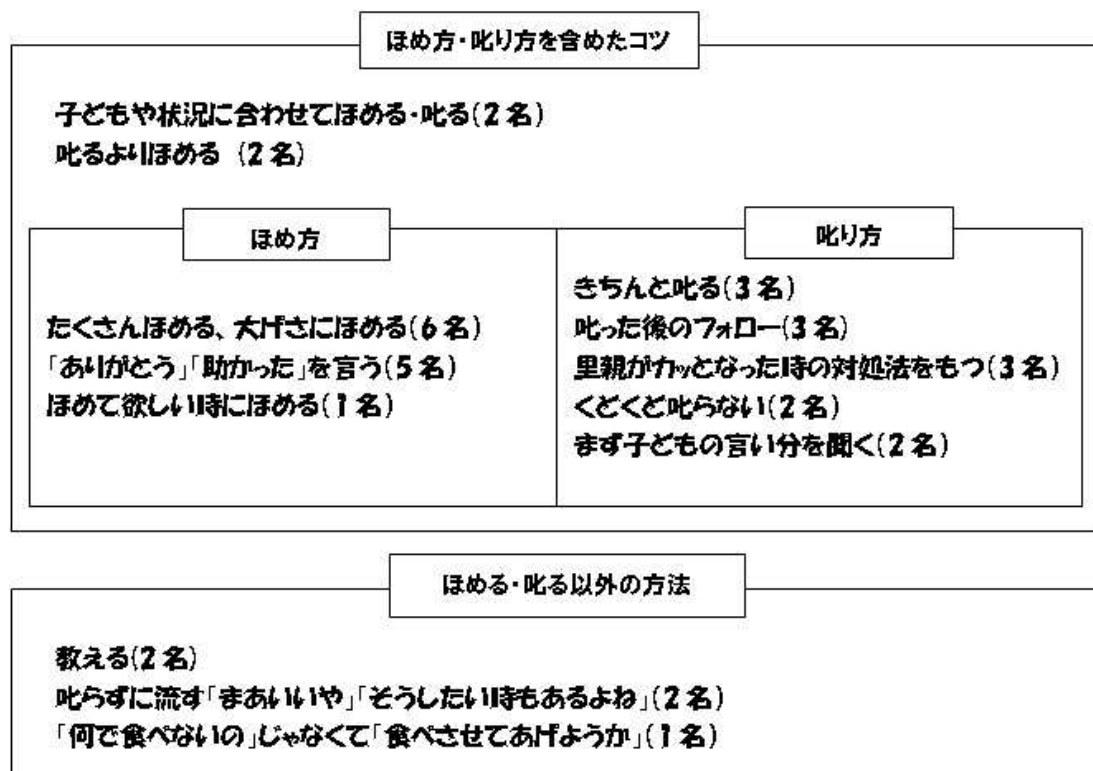 ほめ方・叱り方を含めたコツ
子どもや状況に合わせてほめる・叱る(2名)
叱るよりほめる (2名)
ほめ方
たくさんほめる、大げさにほめる(6名)
「ありがとう」「助かった」を言う(5名)
ほめて欲しい時にほめる(1名)
叱り方
きちんと叱る(3名)
叱った後のフォロー(3名)
里親がカッとなった時の対処法をもつ(3名)
くどくど叱らない(2名)
まず子どもの言い分を聞く(2名)
ほめる・叱る以外の方法
教える(2名)
叱らずに流す「まあいいや」「そうしたい時もあるよね」(2名)
「何で食べないの」じゃなくて「食べさせてあげようか」(1名)